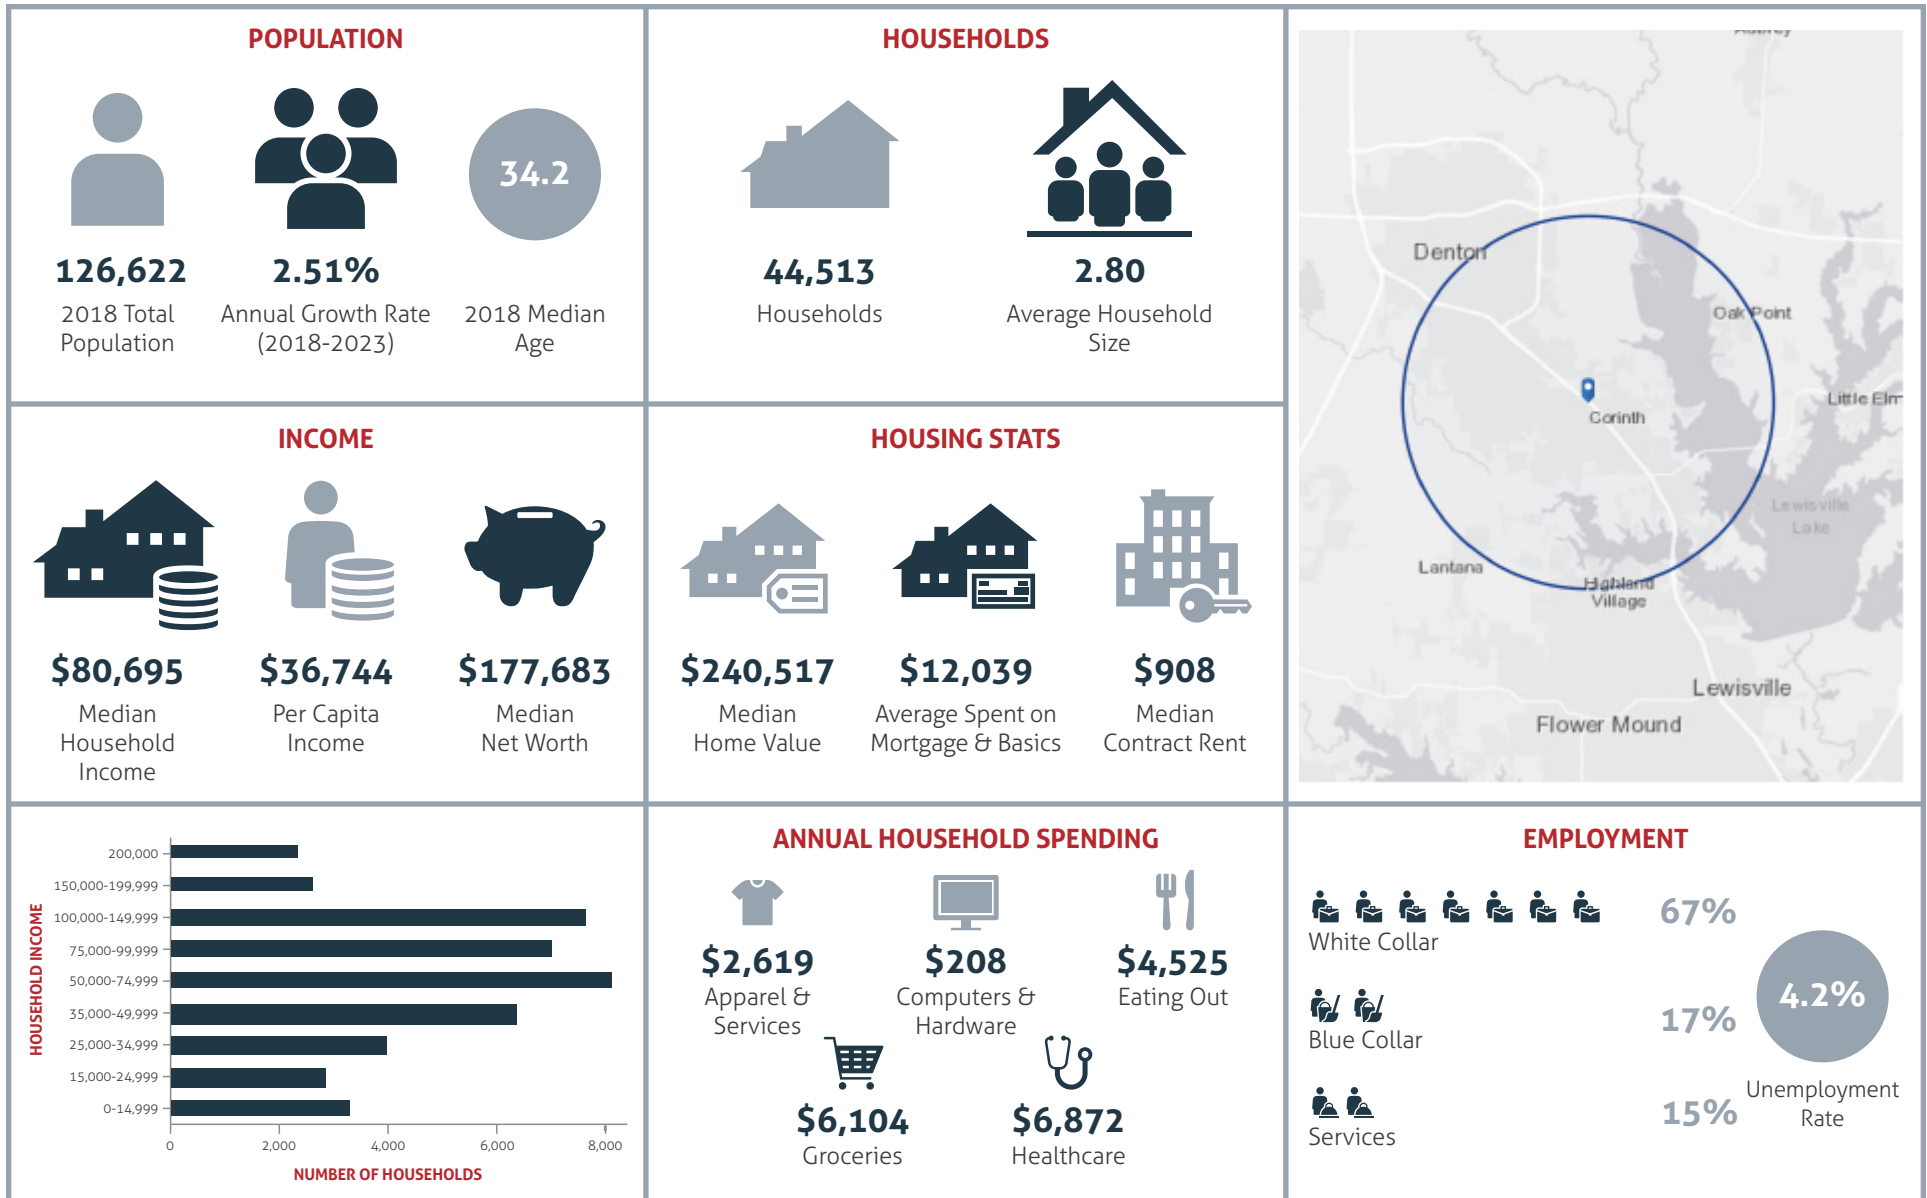 POPULATION
34.2
126,622
2.51%
2018 Total
Population
Annual Growth Rate
(2018-2023)
2018 Median
Age
HOUSEHOLDS
44,513
2.80
Households
Average Household
Size
Denton
Oak Point
Little Elm
Corinth
Lewisville
Lake
Lantana
Highland
Village
Lewisville
Flower Mound
INCOME
$80,695
$36,744
$177,683
Median
Household
Income
Per Capita
Income
Median
Net Worth
HOUSING STATS
$240,517
$12,039
$908
Median
Home Value
Average Spent on
Mortgage & Basics
Median
Contract Rent
HOUSEHOLD INCOME
200,000
150,000-199,999
100,000-149,999
75,000-99,999
50,000-74,999
35,000-49,999
25,000-34,999
15,000-24,999
0-14,999
0
2,000
4,000
6,000
8,000
NUMBER OF HOUSEHOLDS
ANNUAL HOUSEHOLD SPENDING
$2,619
$208
$4,525
Apparel &
Services
Computers &
Hardware
Eating Out
$6,104
$6,872
Groceries
Healthcare
EMPLOYMENT
67%
White Collar
17%
Blue Collar
15%
Services
4.2%
Unemployment
Rate